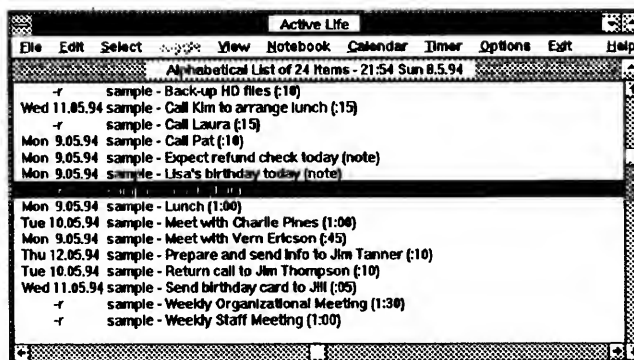 Active Life
File Edit Select Juggle View Notebook Calendar Timer Options Exit Help
Alphabetical List of 24 Items - 21:54 Sun 8.5.94
-r sample - Back-up HD files (:10)
Wed 11.05.94 sample - Call Kim to arrange lunch (:15)
-r sample - Call Laura (:15)
Mon 9.05.94 sample - Call Pat (:10)
Mon 9.05.94 sample - Expect refund check today (note)
Mon 9.05.94 sample - Lisa's birthday today (note)
Mon 9.05.94 sample - Lunch (1:00)
Tue 10.05.94 sample - Meet with Charlie Pines (1:00)
Mon 9.05.94 sample - Meet with Vern Ericson (:45)
Thu 12.05.94 sample - Prepare and send info to Jim Tanner (:10)
Tue 10.05.94 sample - Return call to Jim Thompson (:10)
Wed 11.05.94 sample - Send birthday card to Jill (:05)
-r sample - Weekly Organizational Meeting (1:30)
-r sample - Weekly Staff Meeting (1:00)